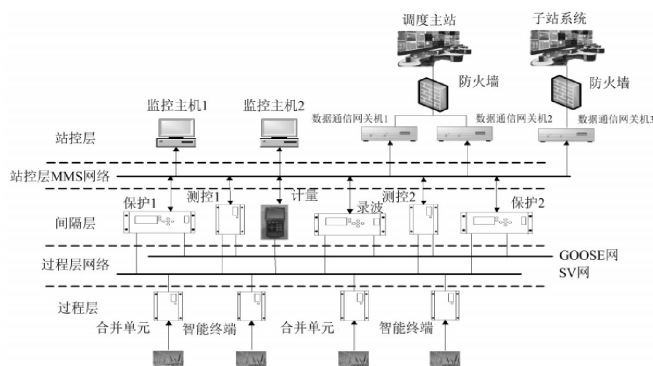 调度主站
子站系统
防火墙
防火墙
监控主机1
监控主机2
数据通信网关机1
数据通信网关机2
数据通信网关机3
站控层
站控层MMS网络
保护1
测控1
计量
录波
测控2
保护2
间隔层
GOOSE网
过程层网络
SV网
过程层
合并单元
智能终端
合并单元
智能终端